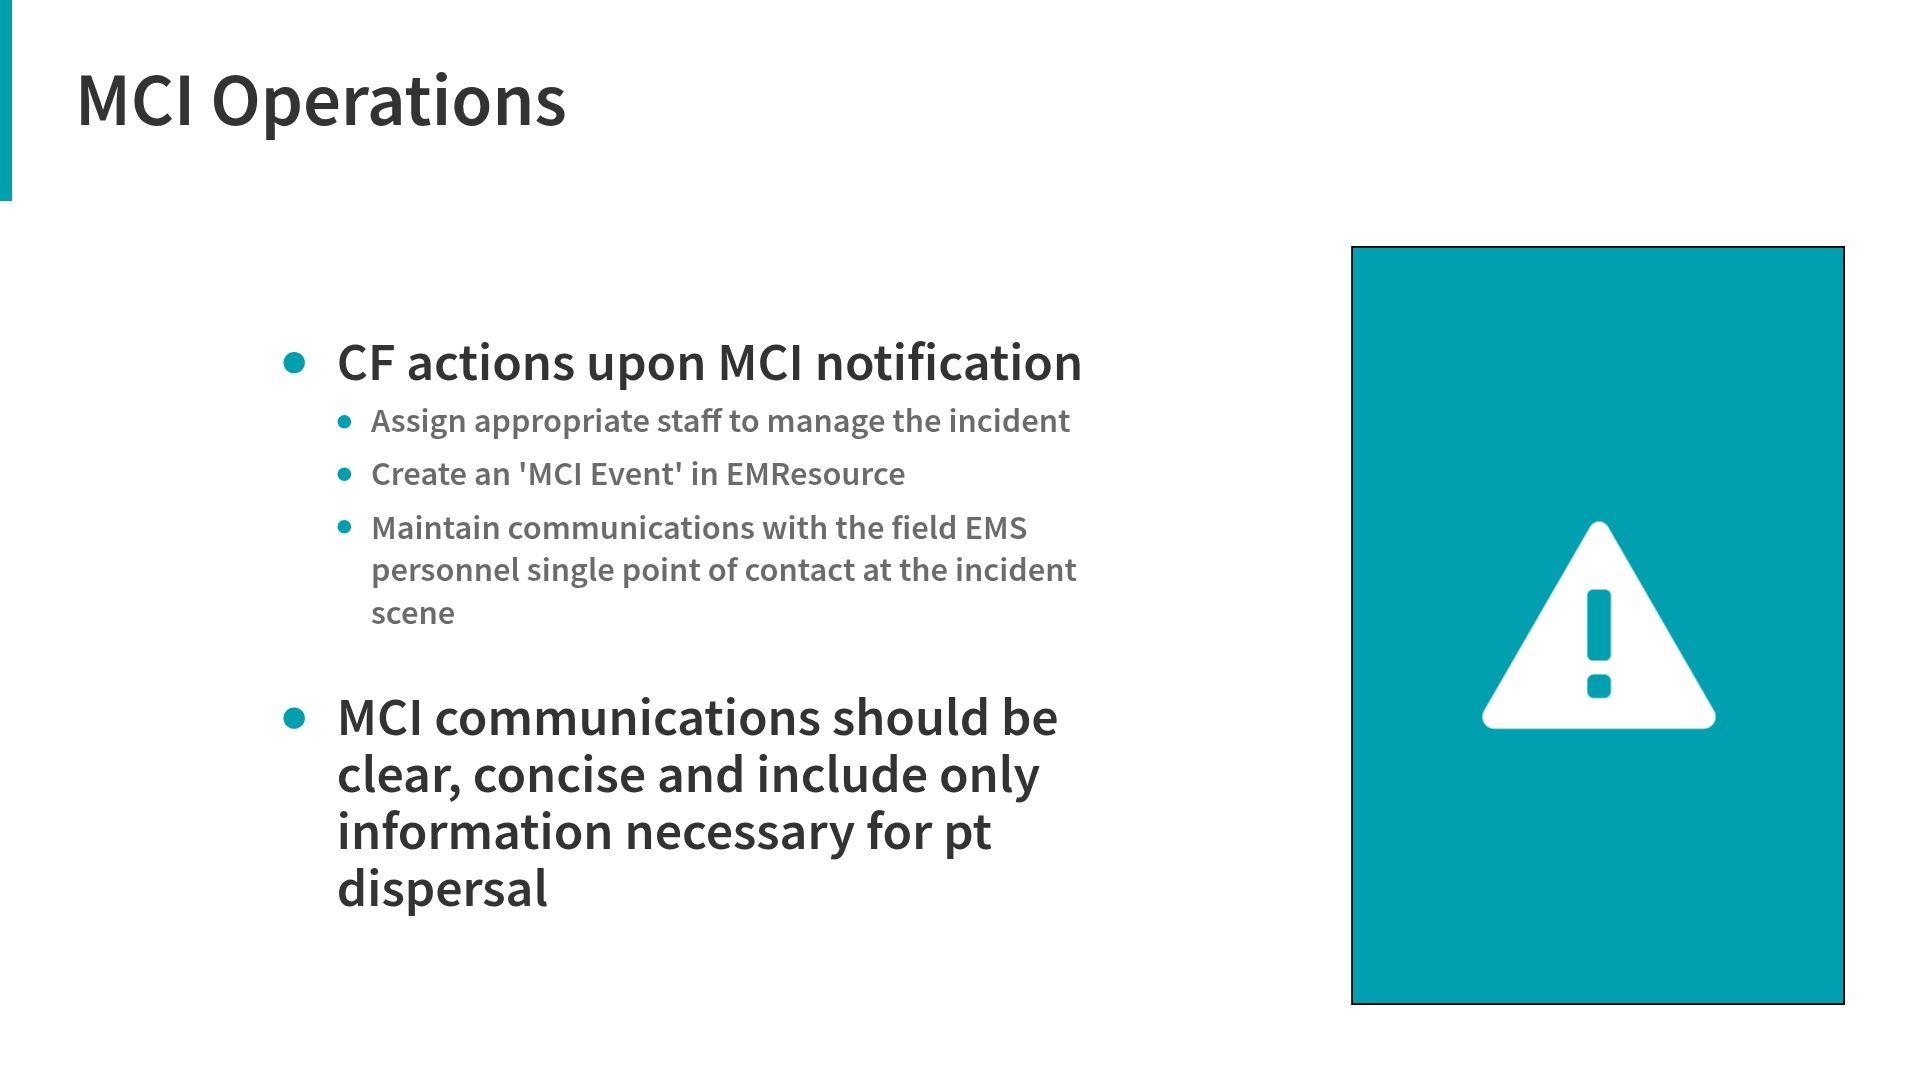 MCI Operations
CF actions upon MCI notification
Assign appropriate staff to manage the incident
Create an 'MCI Event' in EMResource
Maintain communications with the field EMS
personnel single point of contact at the incident
scene
MCI communications should be
clear, concise and include only
information necessary for pt
dispersal